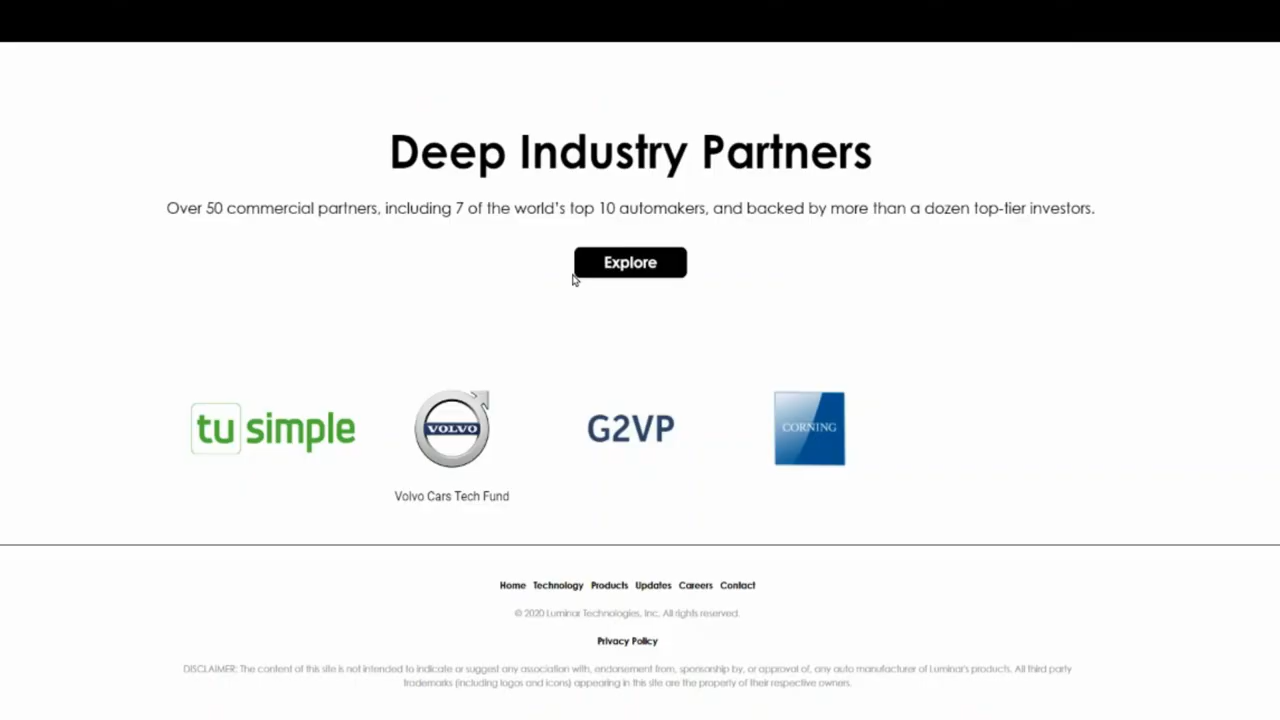 Deep Industry Partners
Over 50 commercial partners, including 7 of the world's top 10 automakers, and backed by more than a dozen top-tier investors.
Explore
tu simple
VOLVO
G2VP
CORNING
Volvo Cars Tech Fund
Home Technology Products Updates Careers Contact
© 2020 Luminar Technologies, Inc. All rights reserved.
Privacy Policy
DISCLAIMER: The content of this site is not intended to indicate or suggest any association with, endorsement from, sponsorship by, or approval of, any auto manufacturer of Luminar's products. All third party
trademarks (including logos and icons) appearing in this site are the property of their respective owners.